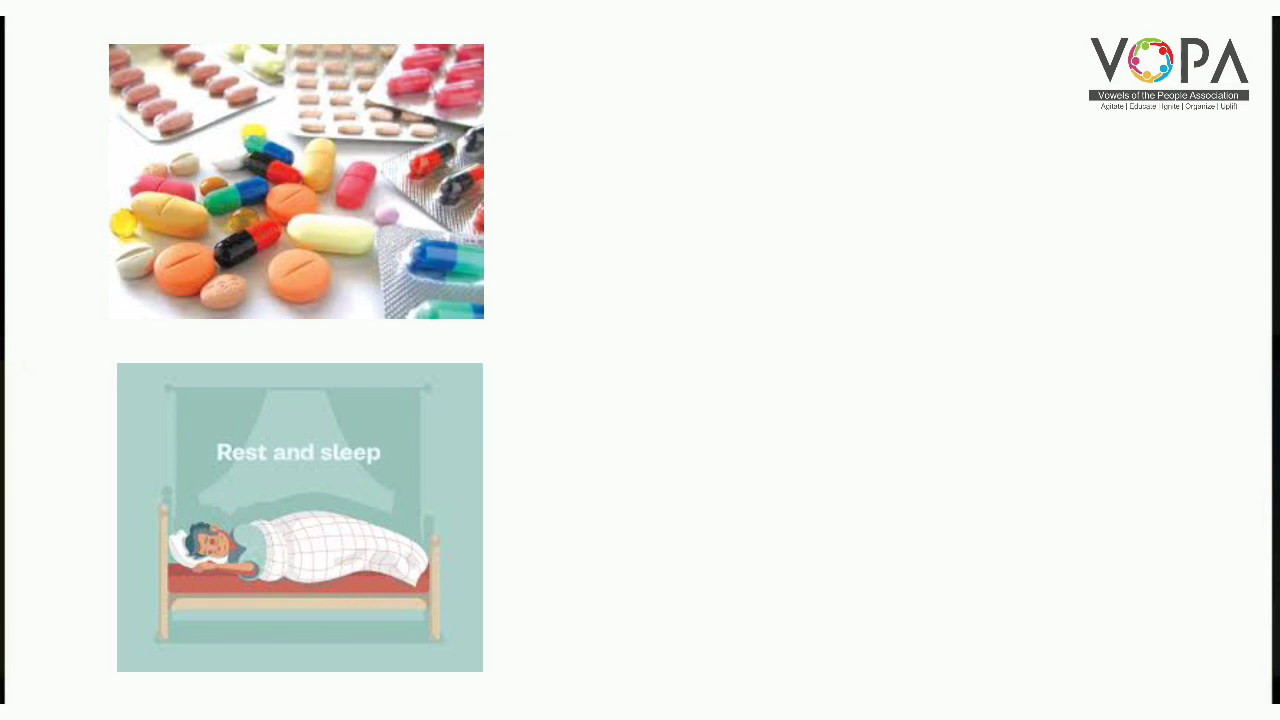 VOPA
Vowels of the People Association
Agitate | Educate | Ignite | Organize | Uplift
Rest and sleep